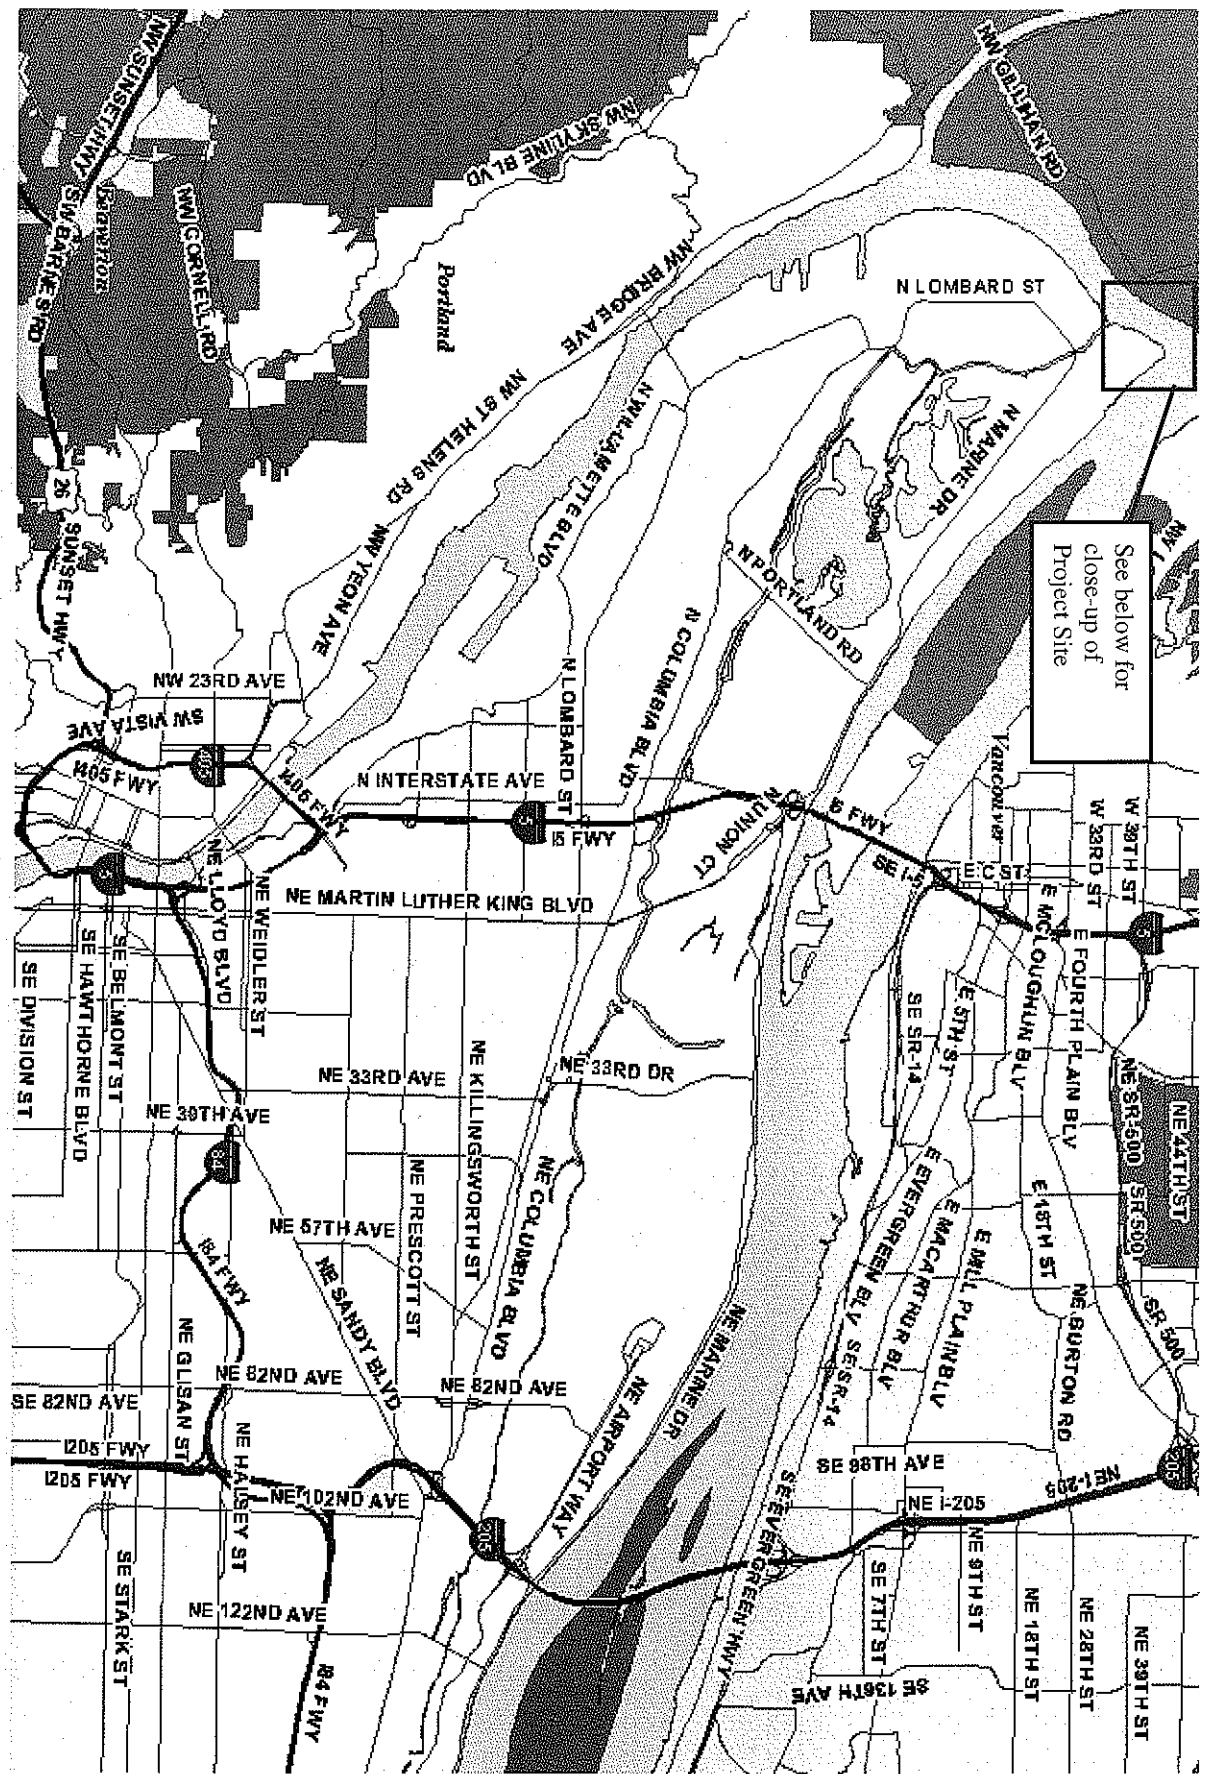 NW GILLIHAN RD
NW SUNSET HWY
NW SKYLINE BLVD
SW BARNES RD
Beaverton
NW CORNELL RD
Portland
NW BRIDGE AVE
N LOMBARD ST
NW ST HELENS RD
N WILLAMETTE BLVD
N MARINE DR
See below for
close-up of
Project Site
26
SUNSET HWY
NW YEON AVE
N PORTLAND RD
NW 23RD AVE
SW VISTA AVE
N LOMBARD ST
N COLUMBIA BLVD
Vancouver
I405 FWY
405
I405 FWY
N INTERSTATE AVE
5
I5 FWY
N UNION CT
I5 FWY
SE I-5
E C ST
W 33RD ST
W 39TH ST
5
5
NE LLOYD BLVD
NE WEIDLER ST
NE MARTIN LUTHER KING BLVD
E MCLOUGHLIN BLV
E FOURTH PLAIN BLV
SE DIVISION ST
SE HAWTHORNE BLVD
SE BELMONT ST
SE SR-14
E 5TH ST
NE 33RD AVE
NE KILLINGSWORTH ST
NE 33RD DR
NE SR-500
NE 44TH ST
NE 39TH AVE
84
NE 57TH AVE
NE PRESCOTT ST
NE COLUMBIA BLVD
E EVERGREEN BLV
E MACARTHUR BLV
E MILL PLAIN BLV
E 18TH ST
SR-500
I84 FWY
NE SANDY BLVD
NE MARINE DR
SE SR-14
NE BURTON RD
SR 500
NE GLISAN ST
NE 82ND AVE
NE 82ND AVE
SE 82ND AVE
NE AIRPORT WAY
I205 FWY
I205 FWY
NE HALSEY ST
NE 102ND AVE
205
SE 98TH AVE
NE I-205
NE I-205
205
SE EVERGREEN HWY
SE STARK ST
NE 122ND AVE
I84 FWY
SE 7TH ST
NE 9TH ST
NE 18TH ST
NE 28TH ST
NE 39TH ST
SE 136TH AVE